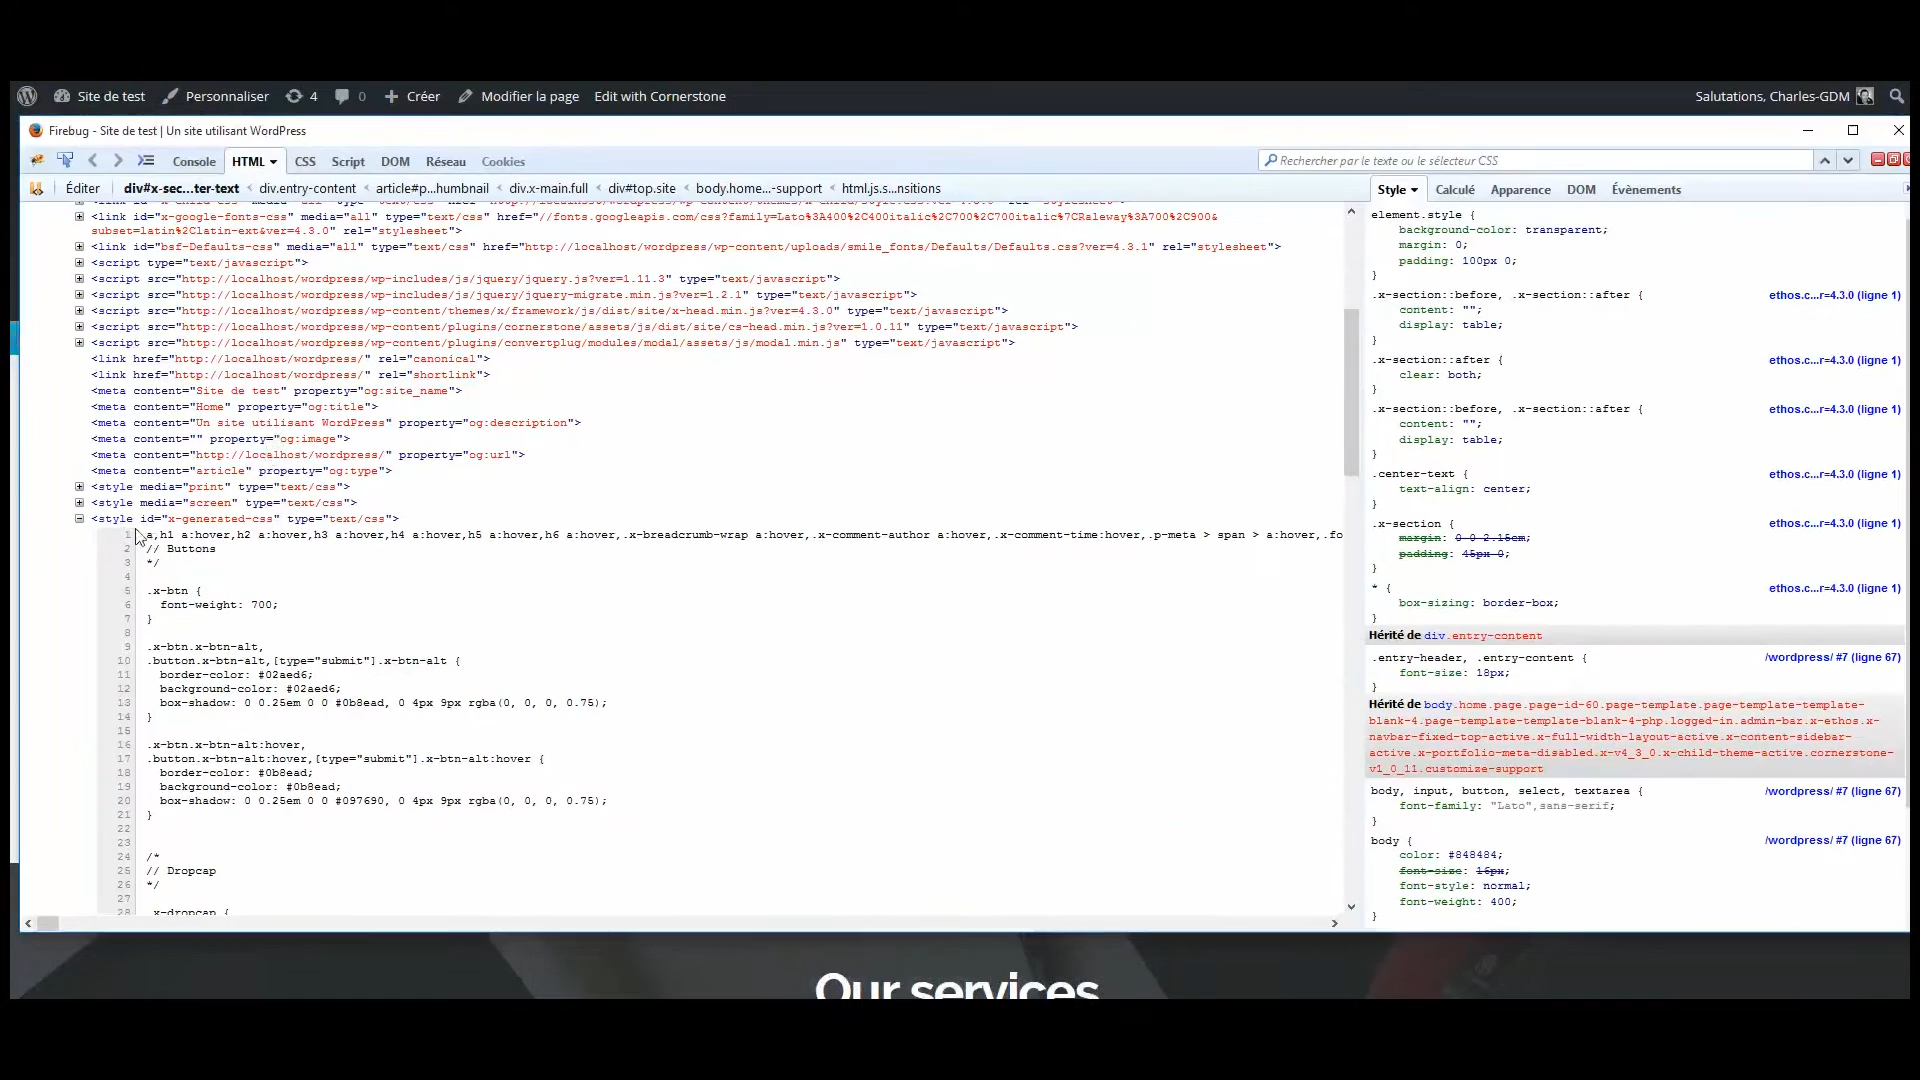 Site de test Personnaliser 4 0 Créer Modifier la page Edit with Cornerstone Salutations, Charles-GDM
Firebug - Site de test | Un site utilisant WordPress
Console HTML CSS Script DOM Réseau Cookies Rechercher par le texte ou le sélecteur CSS
Éditer div#x-sec...ter-text < div.entry-content < article#p...humbnail < div.x-main.full < div#top.site < body.home...-support < html.js.s...nsitions
<link id="x-google-fonts-css" media="all" type="text/css" href="//fonts.googleapis.com/css?family=Lato%3A400%2C400italic%2C700%2C700italic%7CRaleway%3A700%2C900&
subset=latin%2Clatin-ext&ver=4.3.0" rel="stylesheet">
<link id="bsf-Defaults-css" media="all" type="text/css" href="http://localhost/wordpress/wp-content/uploads/smile_fonts/Defaults/Defaults.css?ver=4.3.1" rel="stylesheet">
<script type="text/javascript">
<script src="http://localhost/wordpress/wp-includes/js/jquery/jquery.js?ver=1.11.3" type="text/javascript">
<script src="http://localhost/wordpress/wp-includes/js/jquery/jquery-migrate.min.js?ver=1.2.1" type="text/javascript">
<script src="http://localhost/wordpress/wp-content/themes/x/framework/js/dist/site/x-head.min.js?ver=4.3.0" type="text/javascript">
<script src="http://localhost/wordpress/wp-content/plugins/cornerstone/assets/js/dist/site/cs-head.min.js?ver=1.0.11" type="text/javascript">
<script src="http://localhost/wordpress/wp-content/plugins/convertplug/modules/modal/assets/js/modal.min.js" type="text/javascript">
<link href="http://localhost/wordpress/" rel="canonical">
<link href="http://localhost/wordpress/" rel="shortlink">
<meta content="Site de test" property="og:site_name">
<meta content="Home" property="og:title">
<meta content="Un site utilisant WordPress" property="og:description">
<meta content="" property="og:image">
<meta content="http://localhost/wordpress/" property="og:url">
<meta content="article" property="og:type">
<style media="print" type="text/css">
<style media="screen" type="text/css">
<style id="x-generated-css" type="text/css">
1 a,h1 a:hover,h2 a:hover,h3 a:hover,h4 a:hover,h5 a:hover,h6 a:hover,.x-breadcrumb-wrap a:hover,.x-comment-author a:hover,.x-comment-time:hover,.p-meta > span > a:hover,.fo
2 // Buttons
3 */
4
5 .x-btn {
6 font-weight: 700;
7 }
8
9 .x-btn.x-btn-alt,
10 .button.x-btn-alt,[type="submit"].x-btn-alt {
11 border-color: #02aed6;
12 background-color: #02aed6;
13 box-shadow: 0 0.25em 0 0 #0b8ead, 0 4px 9px rgba(0, 0, 0, 0.75);
14 }
15
16 .x-btn.x-btn-alt:hover,
17 .button.x-btn-alt:hover,[type="submit"].x-btn-alt:hover {
18 border-color: #0b8ead;
19 background-color: #0b8ead;
20 box-shadow: 0 0.25em 0 0 #097690, 0 4px 9px rgba(0, 0, 0, 0.75);
21 }
22
23
24 /*
25 // Dropcap
26 */
27
28 .x-dropcap {
Style Calculé Apparence DOM Évènements
element.style {
background-color: transparent;
margin: 0;
padding: 100px 0;
}
.x-section::before, .x-section::after { ethos.c...r=4.3.0 (ligne 1)
content: "";
display: table;
}
.x-section::after { ethos.c...r=4.3.0 (ligne 1)
clear: both;
}
.x-section::before, .x-section::after { ethos.c...r=4.3.0 (ligne 1)
content: "";
display: table;
}
.center-text { ethos.c...r=4.3.0 (ligne 1)
text-align: center;
}
.x-section { ethos.c...r=4.3.0 (ligne 1)
margin: 0 0 2.15em;
padding: 45px 0;
}
* { ethos.c...r=4.3.0 (ligne 1)
box-sizing: border-box;
}
Hérité de div.entry-content
.entry-header, .entry-content { /wordpress/ #7 (ligne 67)
font-size: 18px;
}
Hérité de body.home.page.page-id-60.page-template.page-template-template-
blank-4.page-template-template-blank-4-php.logged-in.admin-bar.x-ethos.x-
navbar-fixed-top-active.x-full-width-layout-active.x-content-sidebar-
active.x-portfolio-meta-disabled.x-v4_3_0.x-child-theme-active.cornerstone-
v1_0_11.customize-support
body, input, button, select, textarea { /wordpress/ #7 (ligne 67)
font-family: "Lato",sans-serif;
}
body { /wordpress/ #7 (ligne 67)
color: #848484;
font-size: 16px;
font-style: normal;
font-weight: 400;
}
Our services